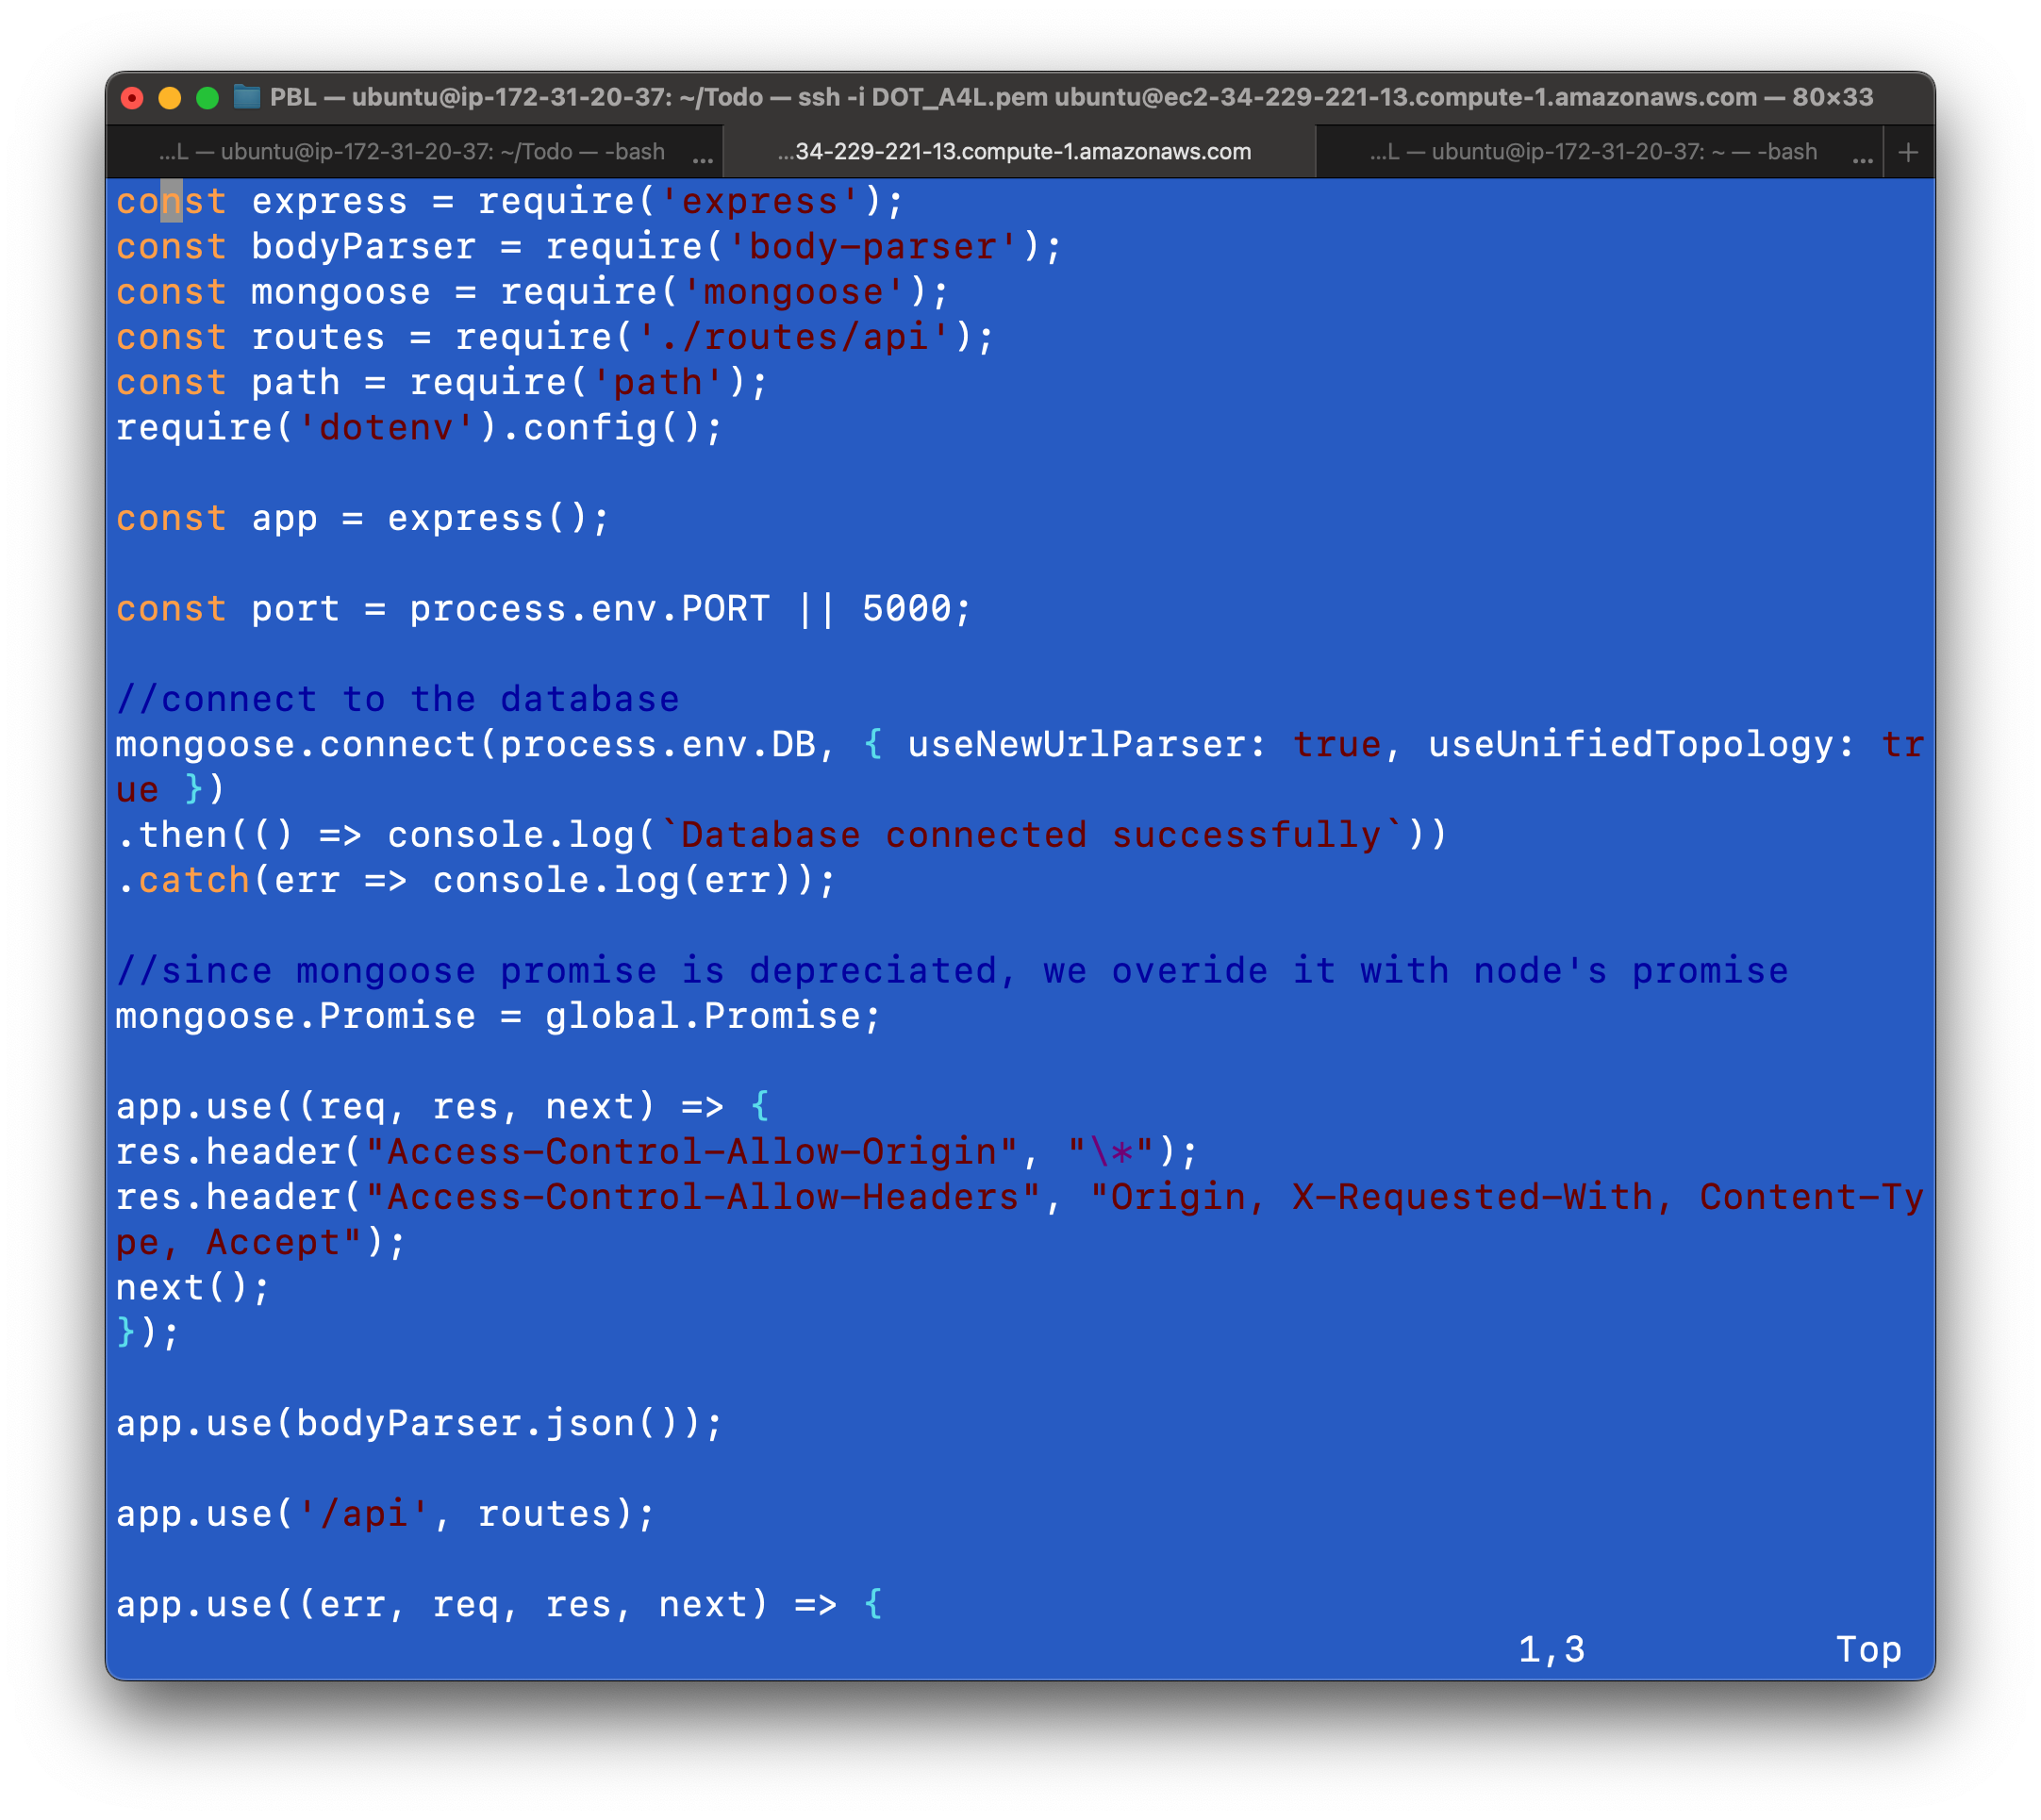 PBL — ubuntu@ip-172-31-20-37: ~/Todo — ssh -i DOT_A4L.pem ubuntu@ec2-34-229-221-13.compute-1.amazonaws.com — 80×33
...L — ubuntu@ip-172-31-20-37: ~/Todo — -bash ... ...34-229-221-13.compute-1.amazonaws.com ...L — ubuntu@ip-172-31-20-37: ~ — -bash ... +
const express = require('express');
const bodyParser = require('body-parser');
const mongoose = require('mongoose');
const routes = require('./routes/api');
const path = require('path');
require('dotenv').config();
const app = express();
const port = process.env.PORT || 5000;
//connect to the database
mongoose.connect(process.env.DB, { useNewUrlParser: true, useUnifiedTopology: tr
ue })
.then(() => console.log(`Database connected successfully`))
.catch(err => console.log(err));
//since mongoose promise is depreciated, we overide it with node's promise
mongoose.Promise = global.Promise;
app.use((req, res, next) => {
res.header("Access-Control-Allow-Origin", "\*");
res.header("Access-Control-Allow-Headers", "Origin, X-Requested-With, Content-Ty
pe, Accept");
next();
});
app.use(bodyParser.json());
app.use('/api', routes);
app.use((err, req, res, next) => {
1,3 Top